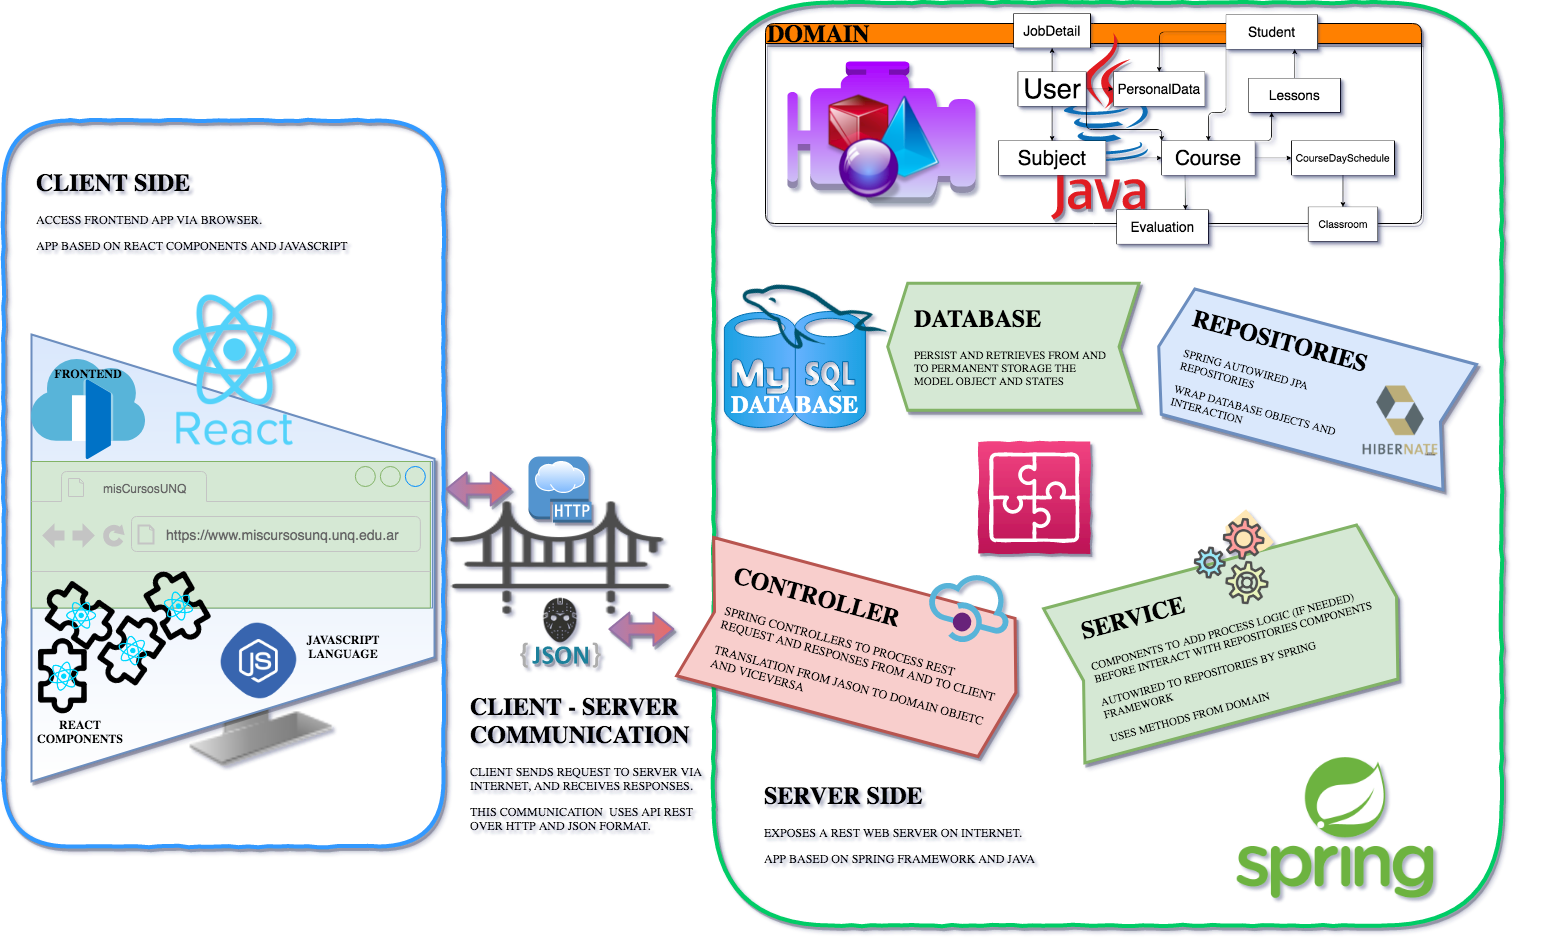 CLIENT SIDE
ACCESS FRONTEND APP VIA BROWSER.
APP BASED ON REACT COMPONENTS AND JAVASCRIPT
FRONTEND
React
misCursosUNQ
https://www.miscursosunq.unq.edu.ar
JS
JAVASCRIPT
LANGUAGE
REACT
COMPONENTS
HTTP
{JSON}
CLIENT - SERVER
COMMUNICATION
CLIENT SENDS REQUEST TO SERVER VIA
INTERNET, AND RECEIVES RESPONSES.
THIS COMMUNICATION USES API REST
OVER HTTP AND JSON FORMAT.
DOMAIN
JobDetail
Student
User
PersonalData
Lessons
Subject
Course
CourseDaySchedule
Java
Evaluation
Classroom
My SQL
DATABASE
DATABASE
PERSIST AND RETRIEVES FROM AND
TO PERMANENT STORAGE THE
MODEL OBJECT AND STATES
REPOSITORIES
SPRING AUTOWIRED JPA
REPOSITORIES
WRAP DATABASE OBJECTS AND
INTERACTION
HIBERNATE
CONTROLLER
SPRING CONTROLLERS TO PROCESS REST
REQUEST AND RESPONSES FROM AND TO CLIENT
TRANSLATION FROM JASON TO DOMAIN OBJETC
AND VICEVERSA
SERVICE
COMPONENTS TO ADD PROCESS LOGIC (IF NEEDED)
BEFORE INTERACT WITH REPOSITORIES COMPONENTS
AUTOWIRED TO REPOSITORIES BY SPRING
FRAMEWORK
USES METHODS FROM DOMAIN
SERVER SIDE
EXPOSES A REST WEB SERVER ON INTERNET.
APP BASED ON SPRING FRAMEWORK AND JAVA
spring